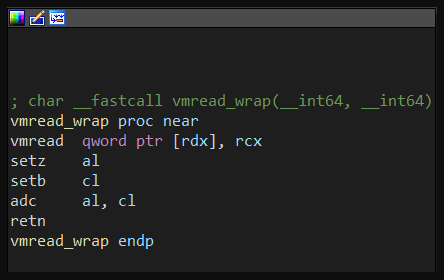 ; char __fastcall vmread_wrap(__int64, __int64)
vmread_wrap proc near
vmread  qword ptr [rdx], rcx
setz    al
setb    cl
adc     al, cl
retn
vmread_wrap endp